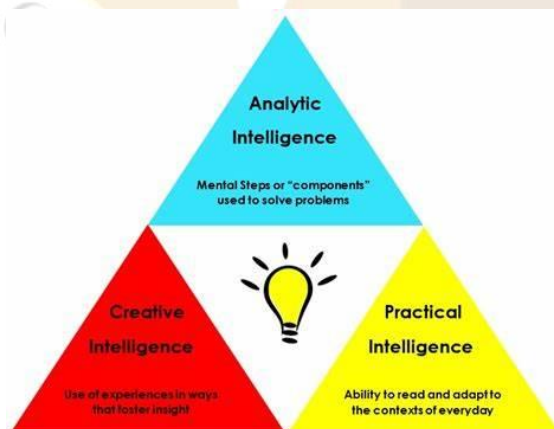 Analytic
Intelligence
Mental Steps or “components”
used to solve problems
Creative
Intelligence
Use of experiences in ways
that foster insight
Practical
Intelligence
Ability to read and adapt to
the contexts of everyday